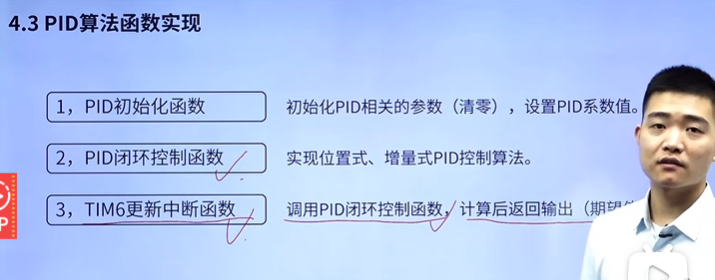 4.3 PID算法函数实现
1，PID初始化函数
初始化PID相关的参数（清零），设置PID系数值。
2，PID闭环控制函数
实现位置式、增量式PID控制算法。
3，TIM6更新中断函数
调用PID闭环控制函数，计算后返回输出（期望
P